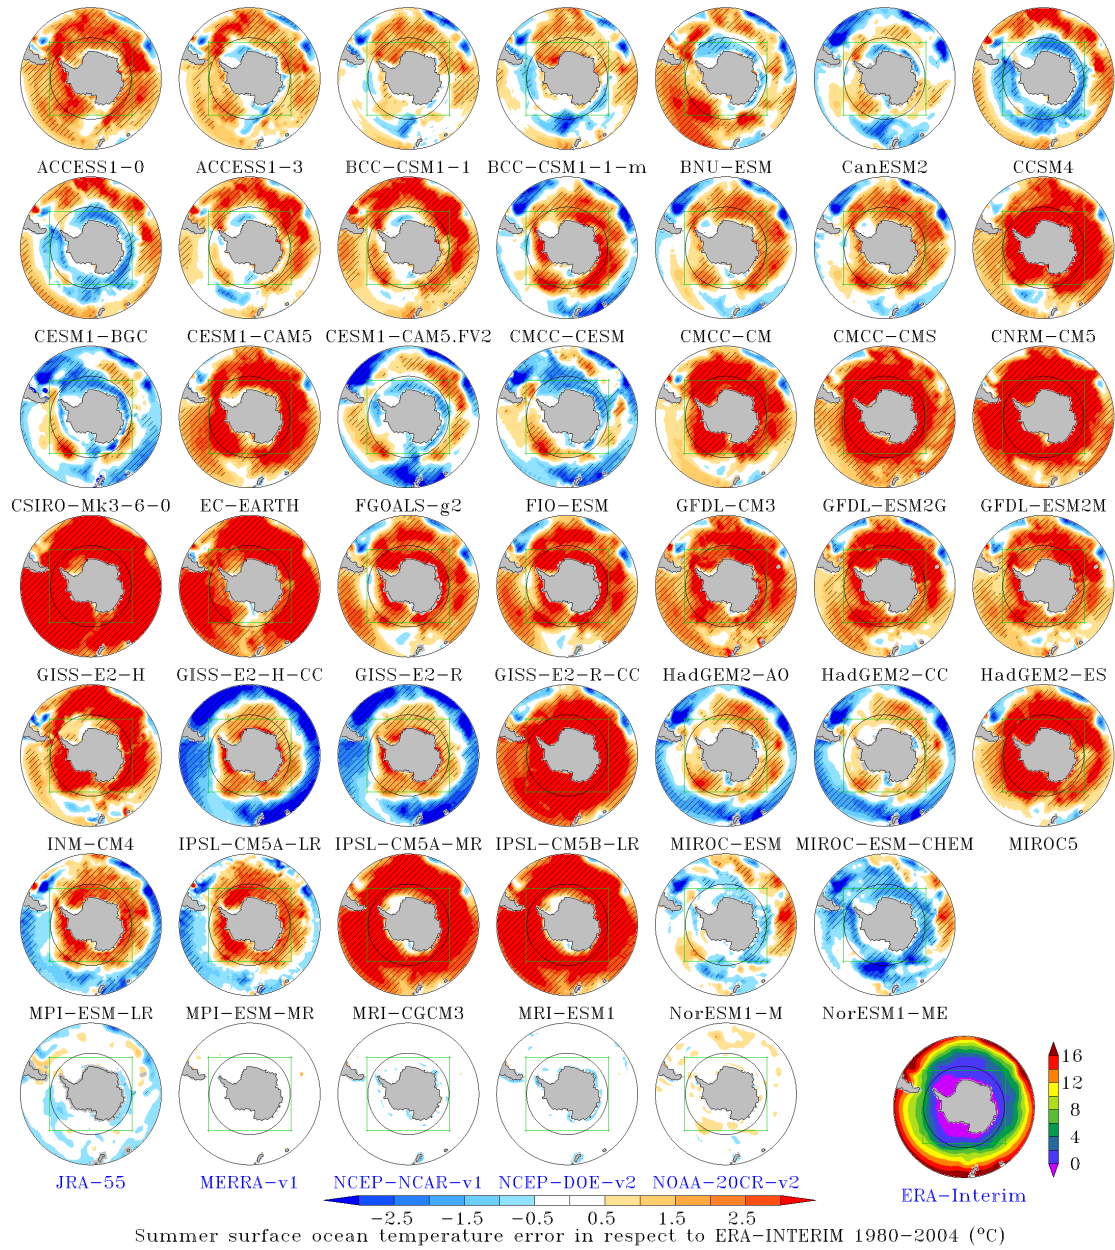 ACCESS1-0 ACCESS1-3 BCC-CSM1-1 BCC-CSM1-1-m BNU-ESM CanESM2 CCSM4
CESM1-BGC CESM1-CAM5 CESM1-CAM5.FV2 CMCC-CESM CMCC-CM CMCC-CMS CNRM-CM5
CSIRO-Mk3-6-0 EC-EARTH FGOALS-g2 FIO-ESM GFDL-CM3 GFDL-ESM2G GFDL-ESM2M
GISS-E2-H GISS-E2-H-CC GISS-E2-R GISS-E2-R-CC HadGEM2-AO HadGEM2-CC HadGEM2-ES
INM-CM4 IPSL-CM5A-LR IPSL-CM5A-MR IPSL-CM5B-LR MIROC-ESM MIROC-ESM-CHEM MIROC5
MPI-ESM-LR MPI-ESM-MR MRI-CGCM3 MRI-ESM1 NorESM1-M NorESM1-ME
16
12
8
4
0
JRA-55 MERRA-v1 NCEP-NCAR-v1 NCEP-DOE-v2 NOAA-20CR-v2 ERA-Interim
-2.5 -1.5 -0.5 0.5 1.5 2.5
Summer surface ocean temperature error in respect to ERA-INTERIM 1980-2004 (°C)